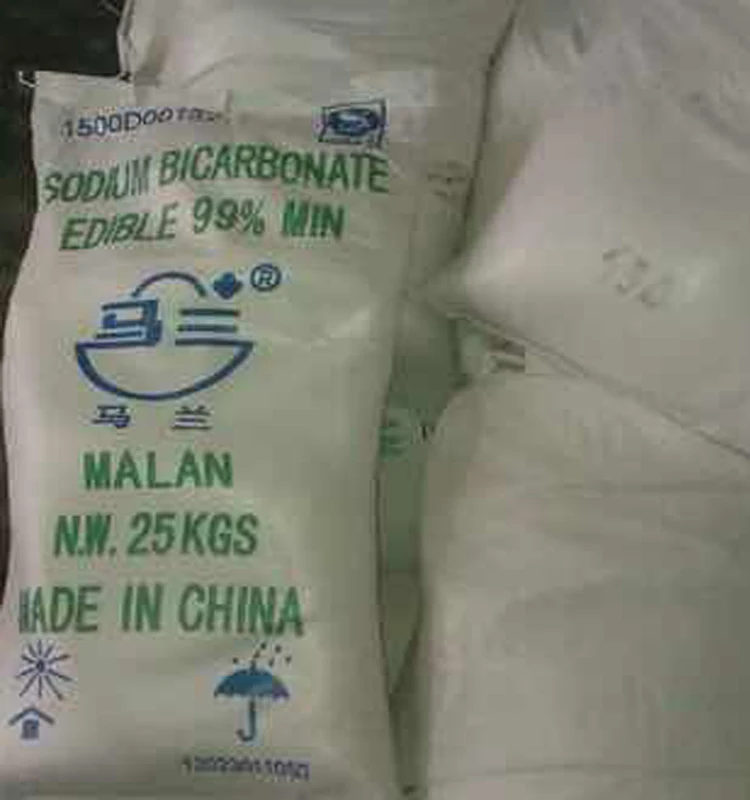 SODIUM BICARBONATE
EDIBLE 99% MIN
®
马 兰
MALAN
N.W. 25KGS
MADE IN CHINA